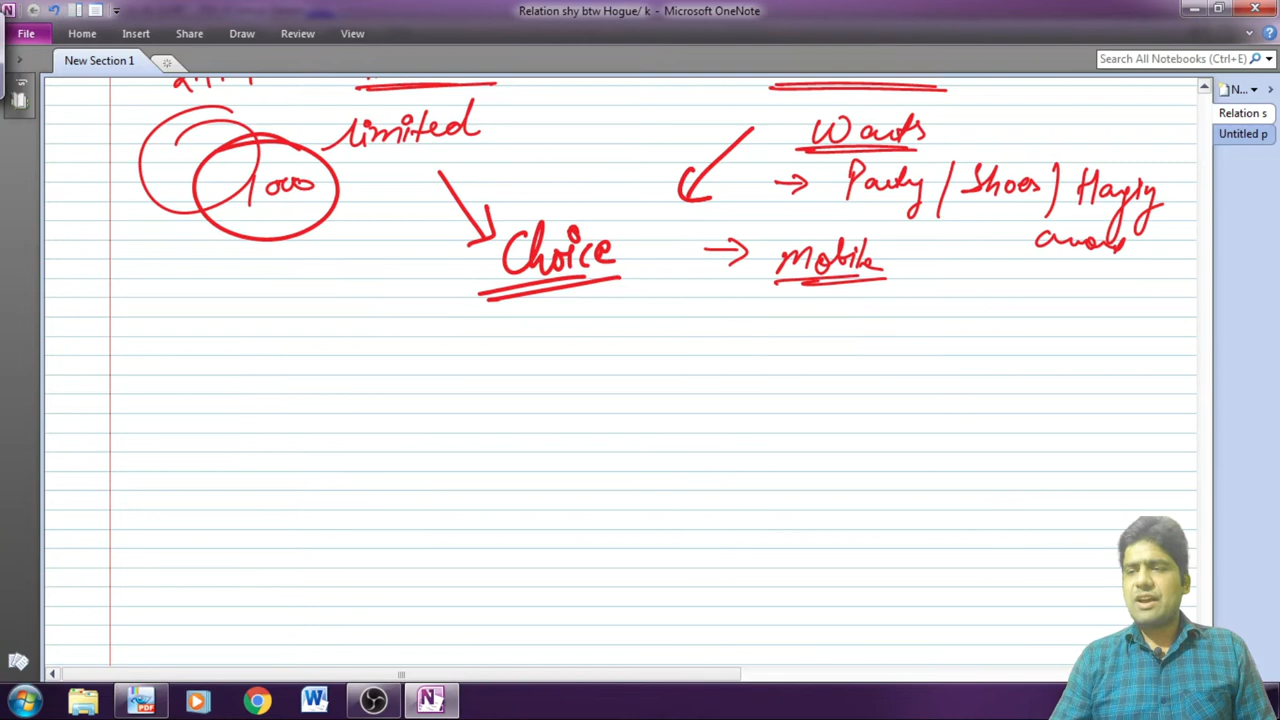 Relation shy btw Hogue/ k - Microsoft OneNote
File Home Insert Share Draw Review View
New Section 1
Search All Notebooks (Ctrl+E)
N...
Relation s
Untitled p
limited
Wants
1000
→ Party / Shoes /
Choice
→ Mobile